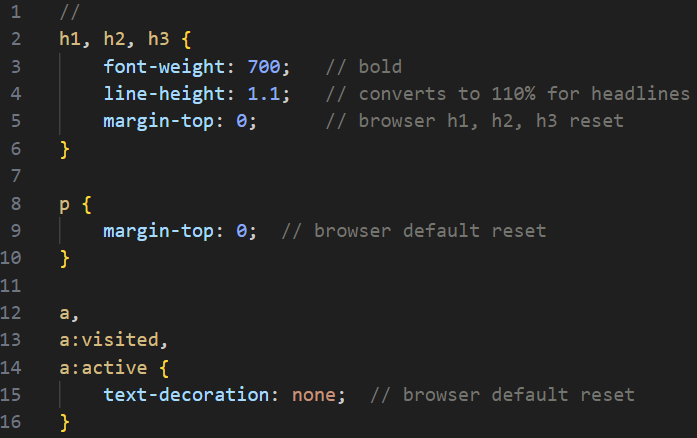 1 //
2 h1, h2, h3 {
3     font-weight: 700;   // bold
4     line-height: 1.1;   // converts to 110% for headlines
5     margin-top: 0;      // browser h1, h2, h3 reset
6 }
7
8 p {
9     margin-top: 0;  // browser default reset
10 }
11
12 a,
13 a:visited,
14 a:active {
15     text-decoration: none;  // browser default reset
16 }